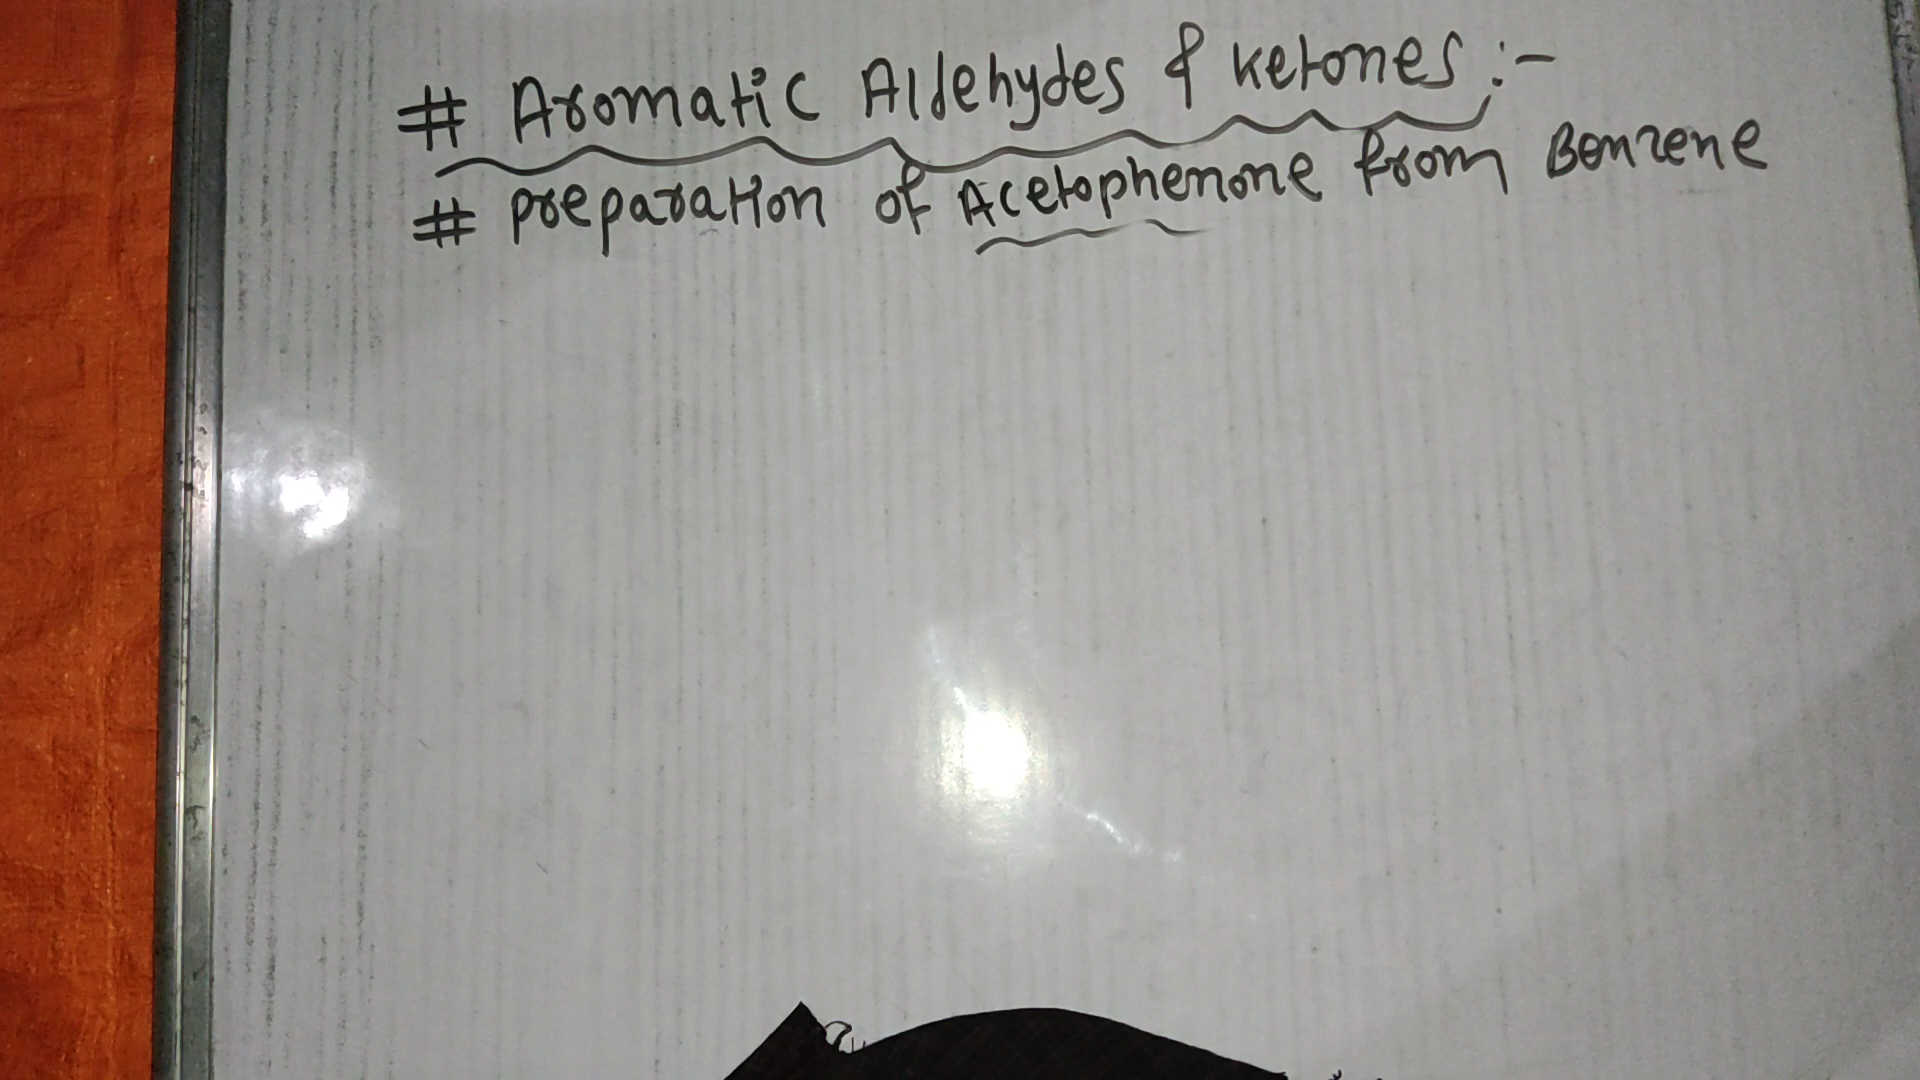 # Aromatic Aldehydes & ketones :-
# preparation of Acetophenone from Benzene